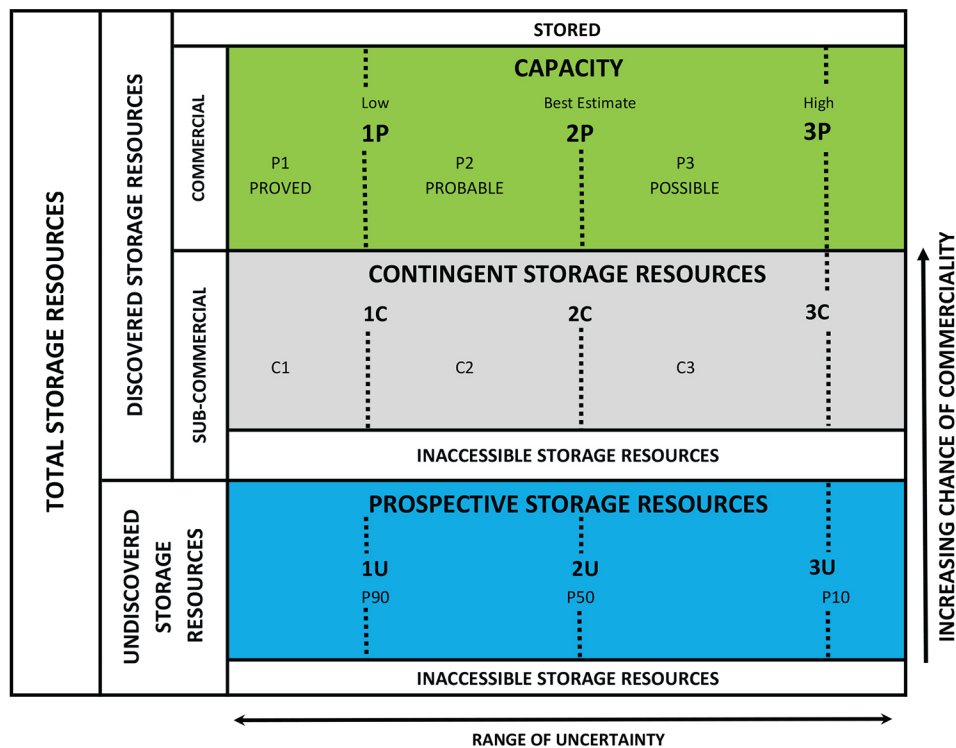 TOTAL STORAGE RESOURCES
DISCOVERED STORAGE RESOURCES
COMMERCIAL
STORED
CAPACITY
Low
Best Estimate
High
1P
2P
3P
P1
PROVED
P2
PROBABLE
P3
POSSIBLE
SUB-COMMERCIAL
CONTINGENT STORAGE RESOURCES
1C
2C
3C
C1
C2
C3
INACCESSIBLE STORAGE RESOURCES
UNDISCOVERED
STORAGE
RESOURCES
PROSPECTIVE STORAGE RESOURCES
1U
2U
3U
P90
P50
P10
INACCESSIBLE STORAGE RESOURCES
INCREASING CHANCE OF COMMERCIALITY
RANGE OF UNCERTAINTY